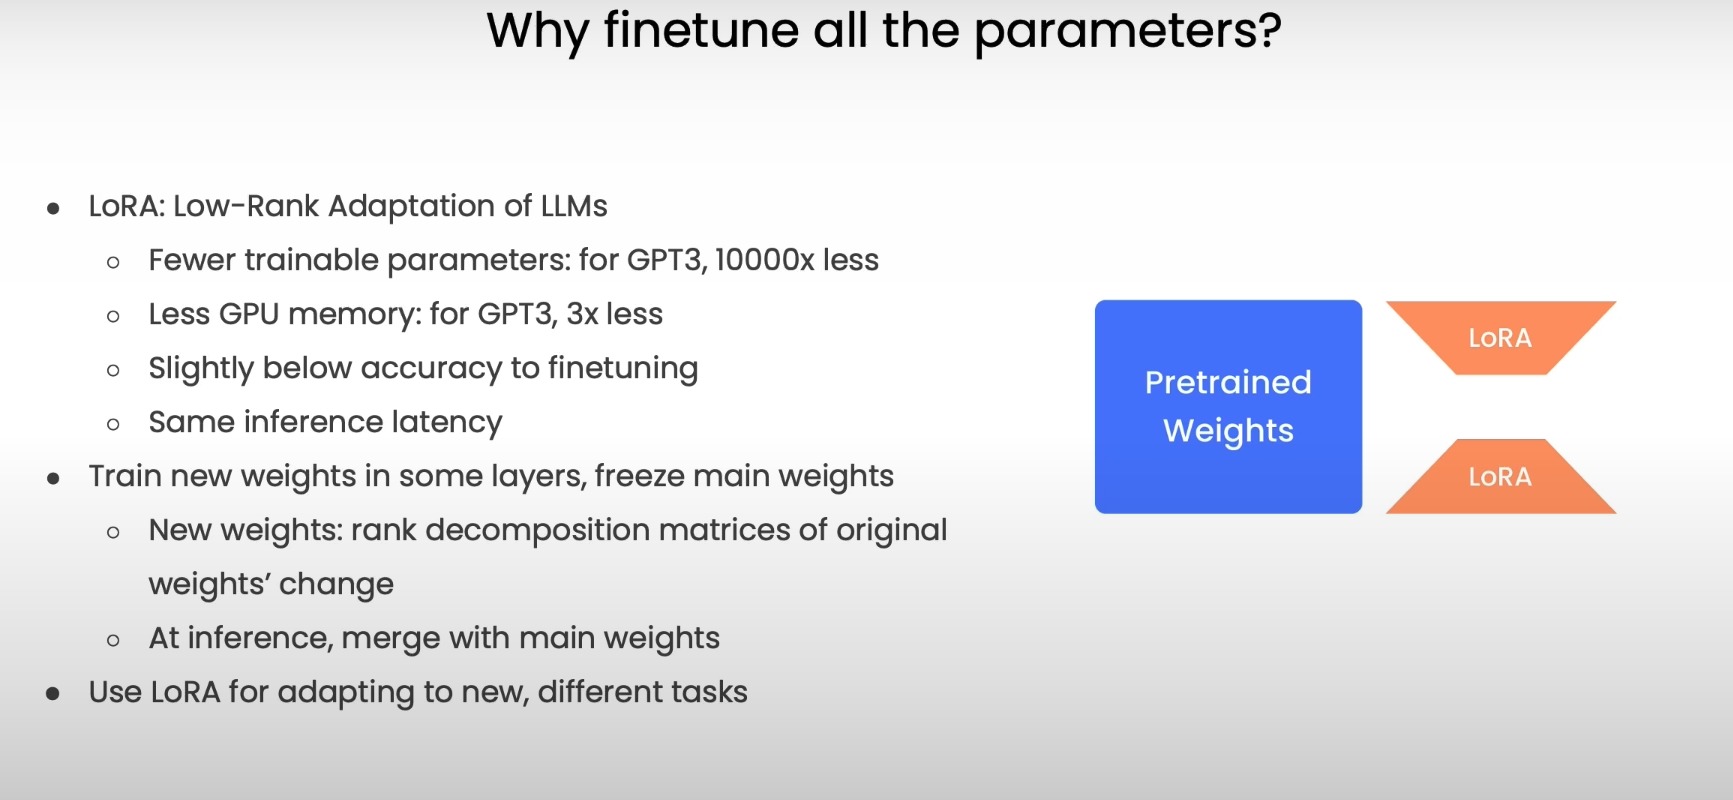 Why finetune all the parameters?
● LoRA: Low-Rank Adaptation of LLMs
○ Fewer trainable parameters: for GPT3, 10000x less
○ Less GPU memory: for GPT3, 3x less
○ Slightly below accuracy to finetuning
○ Same inference latency
● Train new weights in some layers, freeze main weights
○ New weights: rank decomposition matrices of original
weights’ change
○ At inference, merge with main weights
● Use LoRA for adapting to new, different tasks
Pretrained
Weights
LoRA
LoRA